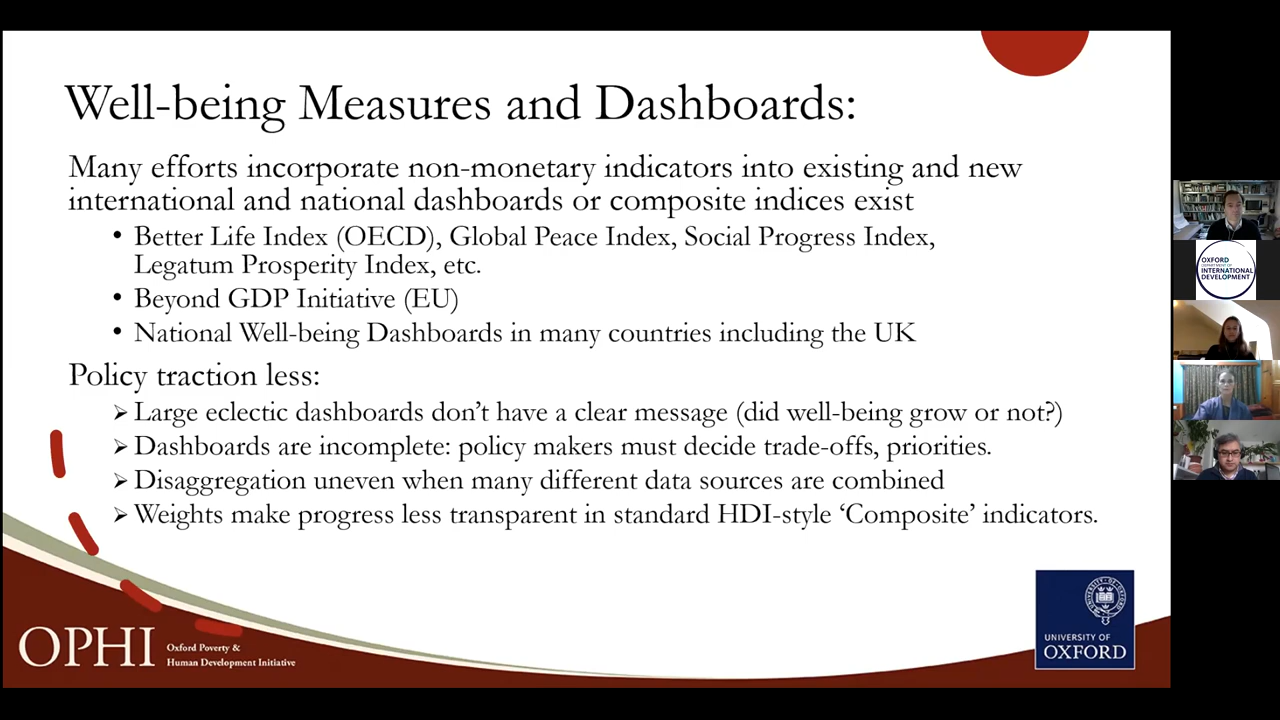 Well-being Measures and Dashboards:
Many efforts incorporate non-monetary indicators into existing and new
international and national dashboards or composite indices exist
• Better Life Index (OECD), Global Peace Index, Social Progress Index,
Legatum Prosperity Index, etc.
• Beyond GDP Initiative (EU)
• National Well-being Dashboards in many countries including the UK
Policy traction less:
➢ Large eclectic dashboards don’t have a clear message (did well-being grow or not?)
➢ Dashboards are incomplete: policy makers must decide trade-offs, priorities.
➢ Disaggregation uneven when many different data sources are combined
➢ Weights make progress less transparent in standard HDI-style ‘Composite’ indicators.
OPHI
Oxford Poverty &
Human Development Initiative
UNIVERSITY OF
OXFORD
OXFORD
DEPARTMENT OF
INTERNATIONAL
DEVELOPMENT